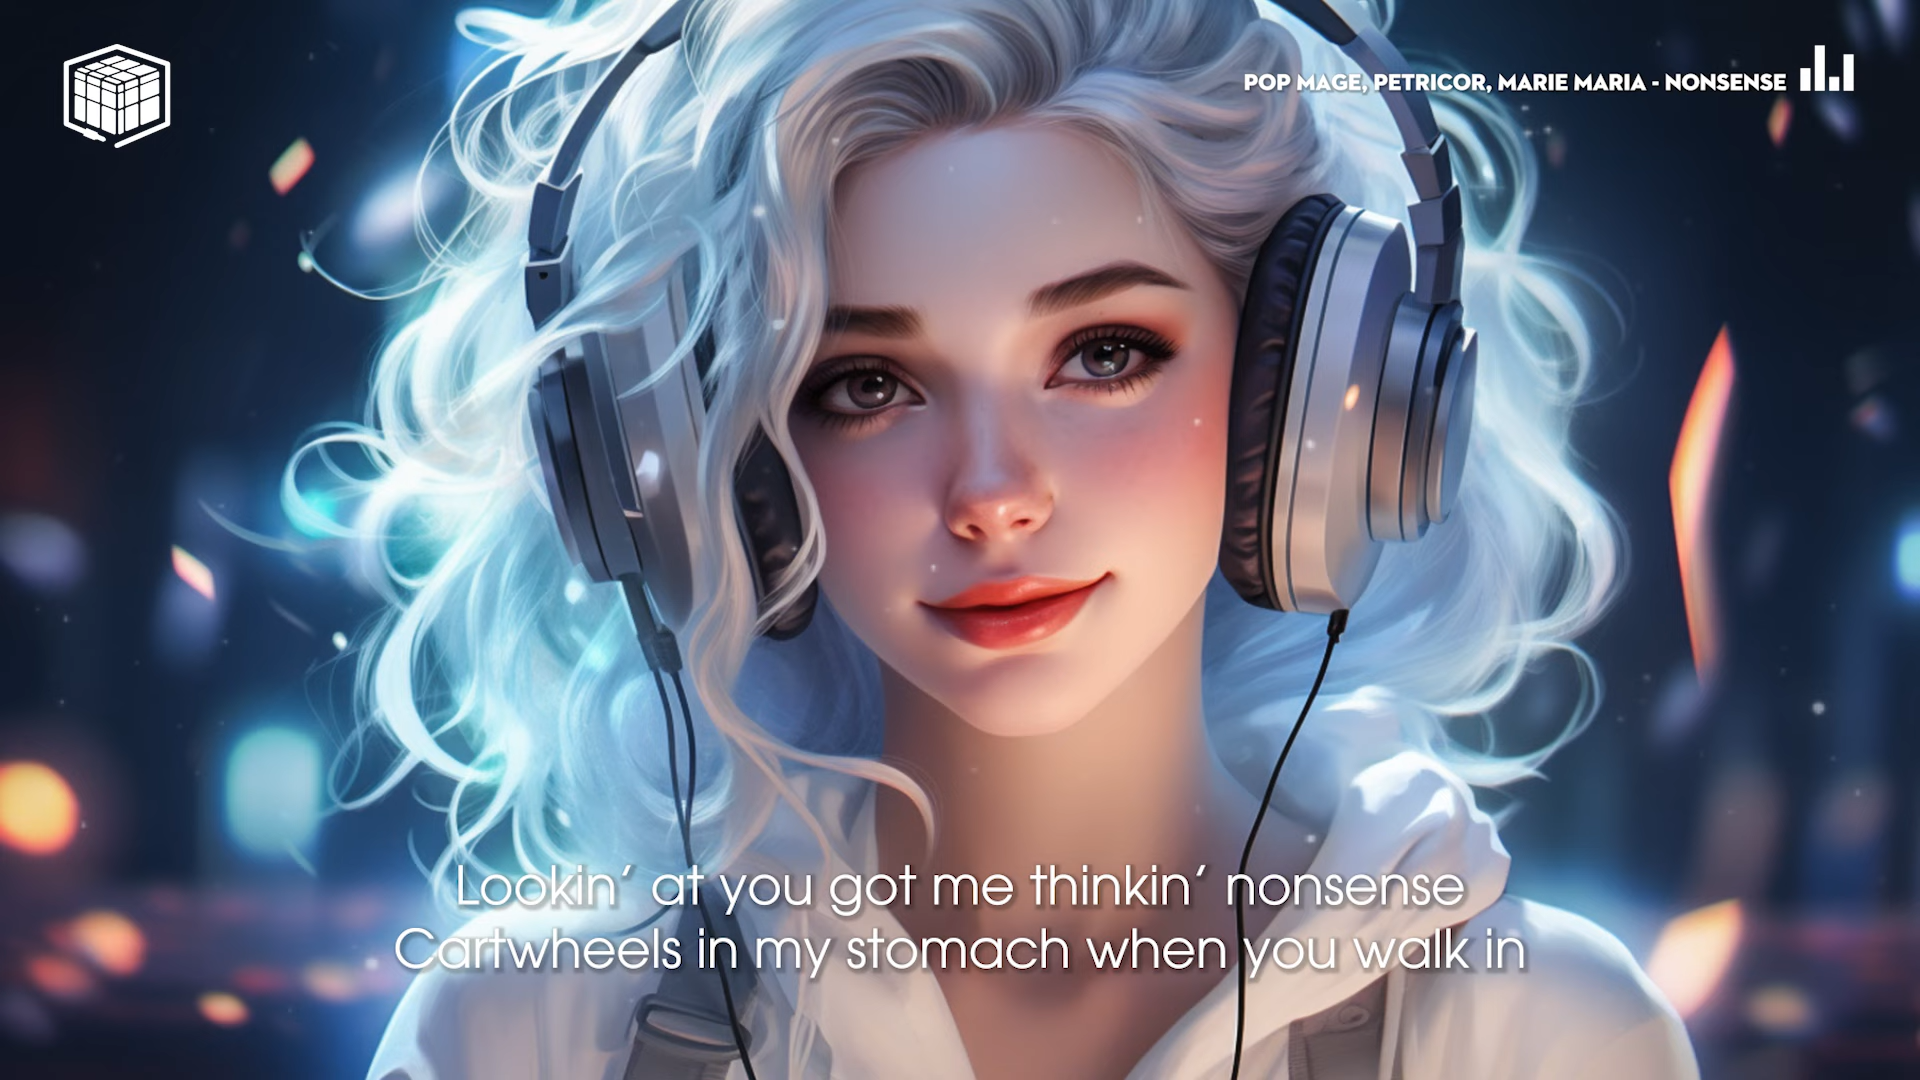 POP MAGE, PETRICOR, MARIE MARIA - NONSENSE
Lookin' at you got me thinkin' nonsense
Cartwheels in my stomach when you walk in